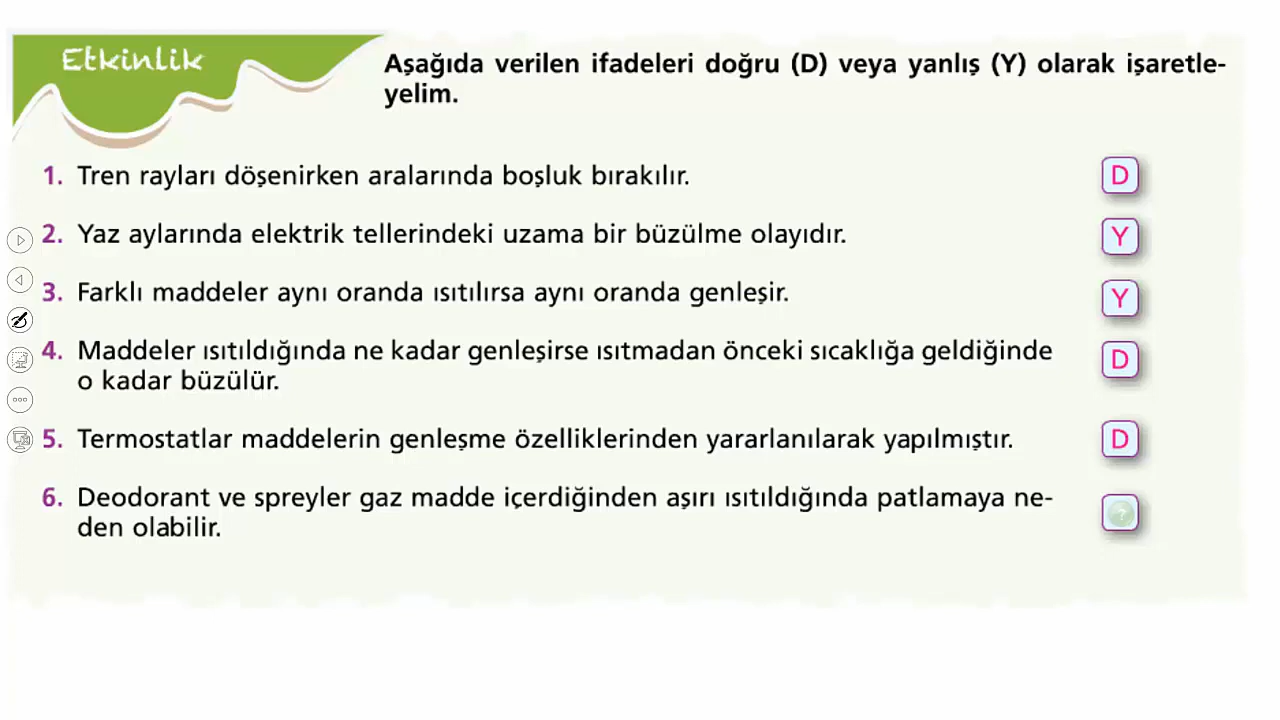 Etkinlik
Aşağıda verilen ifadeleri doğru (D) veya yanlış (Y) olarak işaretle-
yelim.
1. Tren rayları döşenirken aralarında boşluk bırakılır. D
2. Yaz aylarında elektrik tellerindeki uzama bir büzülme olayıdır. Y
3. Farklı maddeler aynı oranda ısıtılırsa aynı oranda genleşir. Y
4. Maddeler ısıtıldığında ne kadar genleşirse ısıtmadan önceki sıcaklığa geldiğinde D
o kadar büzülür.
5. Termostatlar maddelerin genleşme özelliklerinden yararlanılarak yapılmıştır. D
6. Deodorant ve spreyler gaz madde içerdiğinden aşırı ısıtıldığında patlamaya ne- ?
den olabilir.